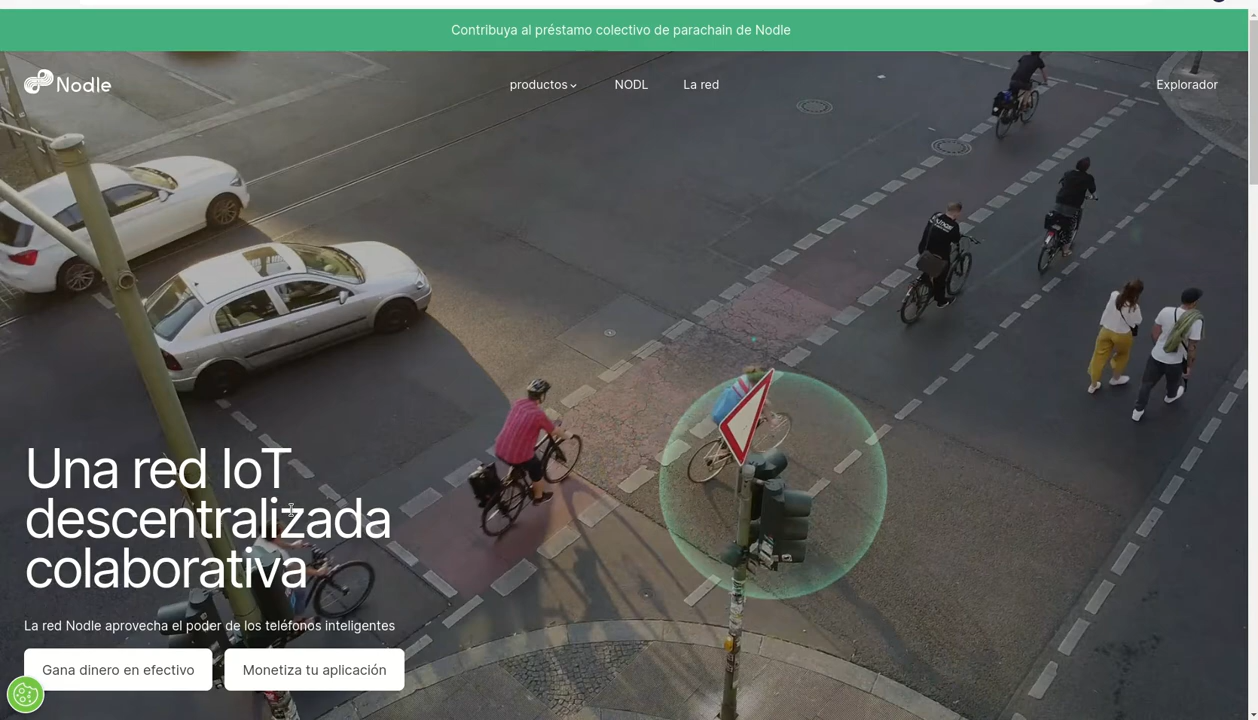 Contribuya al préstamo colectivo de parachain de Nodle
Nodle
productos
NODL
La red
Explorador
Una red IoT
descentralizada
colaborativa
La red Nodle aprovecha el poder de los teléfonos inteligentes
Gana dinero en efectivo
Monetiza tu aplicación